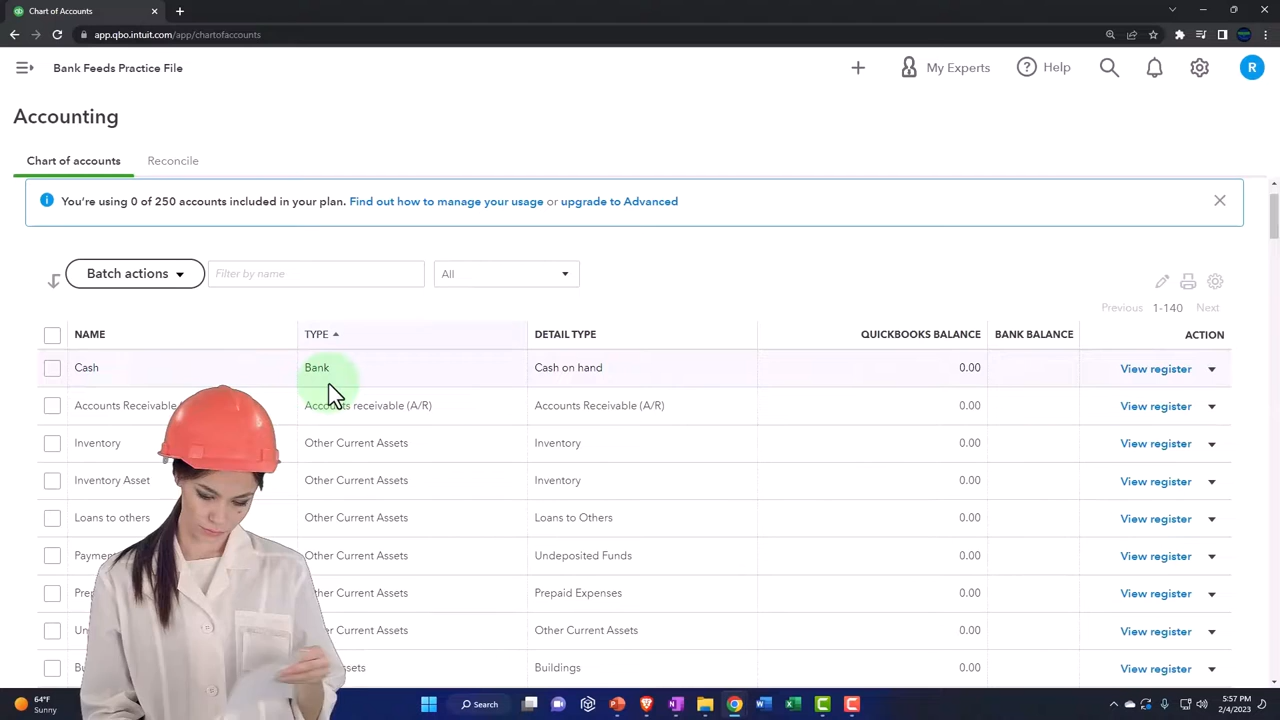 Chart of Accounts
app.qbo.intuit.com/app/chartofaccounts
Bank Feeds Practice File
My Experts
Help
R
Accounting
Chart of accounts
Reconcile
You're using 0 of 250 accounts included in your plan. Find out how to manage your usage or upgrade to Advanced
Batch actions
Filter by name
All
Previous 1-140 Next
NAME TYPE DETAIL TYPE QUICKBOOKS BALANCE BANK BALANCE ACTION
Cash Bank Cash on hand 0.00 View register
Accounts Receivable Accounts receivable (A/R) Accounts Receivable (A/R) 0.00 View register
Inventory Other Current Assets Inventory 0.00 View register
Inventory Asset Other Current Assets Inventory 0.00 View register
Loans to others Other Current Assets Loans to Others 0.00 View register
Other Current Assets Undeposited Funds 0.00 View register
Other Current Assets Prepaid Expenses 0.00 View register
Current Assets Other Current Assets 0.00 View register
Buildings 0.00 View register
64°F
Sunny
Search
5:57 PM
2/4/2023